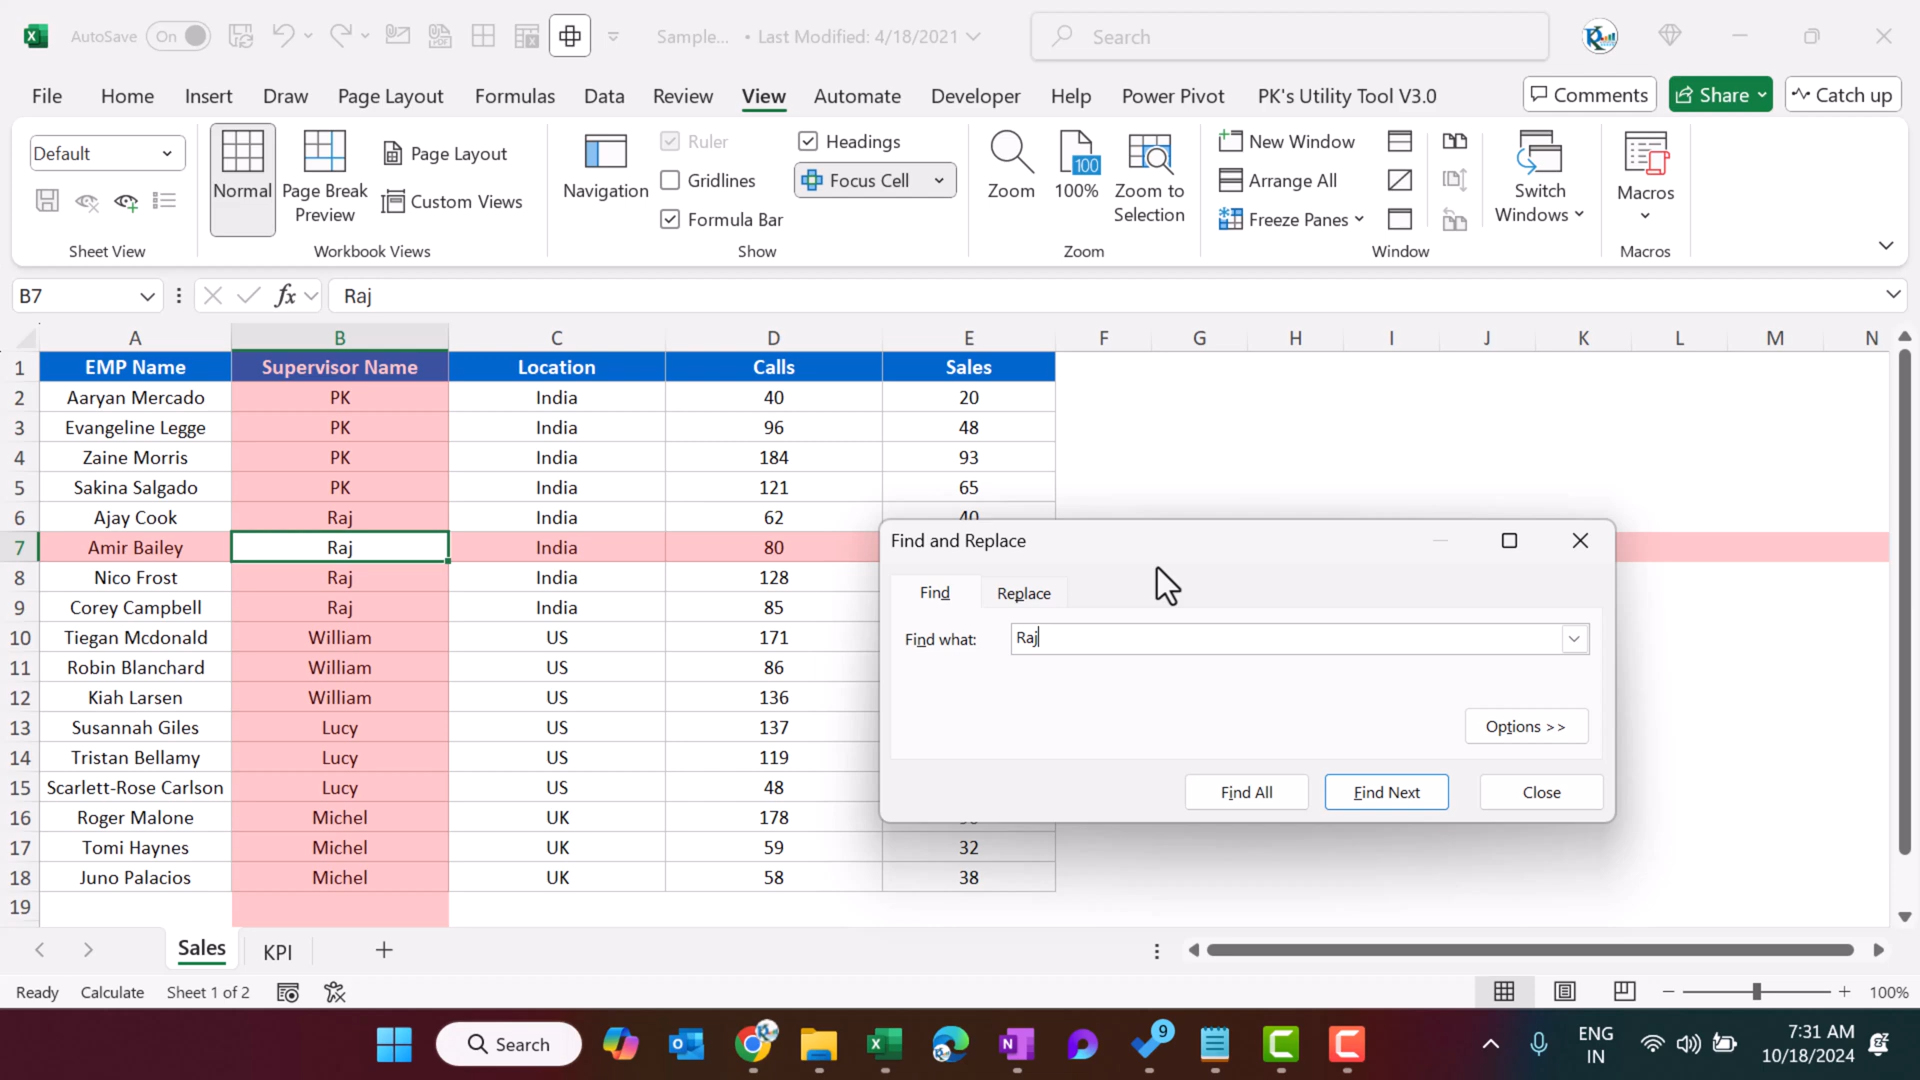 AutoSave On Sample... • Last Modified: 4/18/2021 Search
File Home Insert Draw Page Layout Formulas Data Review View Automate Developer Help Power Pivot PK's Utility Tool V3.0 Comments Share Catch up
Default
Normal
Page Break Preview
Page Layout
Custom Views
Navigation
Ruler
Gridlines
Formula Bar
Headings
Focus Cell
Zoom
100
100%
Zoom to Selection
New Window
Arrange All
Freeze Panes
Switch Windows
Macros
Sheet View Workbook Views Show Zoom Window Macros
B7 fx Raj
A B C D E F G H I J K L M N
1 EMP Name Supervisor Name Location Calls Sales
2 Aaryan Mercado PK India 40 20
3 Evangeline Legge PK India 96 48
4 Zaine Morris PK India 184 93
5 Sakina Salgado PK India 121 65
6 Ajay Cook Raj India 62 40
7 Amir Bailey Raj India 80
8 Nico Frost Raj India 128
9 Corey Campbell Raj India 85
10 Tiegan Mcdonald William US 171
11 Robin Blanchard William US 86
12 Kiah Larsen William US 136
13 Susannah Giles Lucy US 137
14 Tristan Bellamy Lucy US 119
15 Scarlett-Rose Carlson Lucy US 48
16 Roger Malone Michel UK 178
17 Tomi Haynes Michel UK 59 32
18 Juno Palacios Michel UK 58 38
19
Find and Replace
Find Replace
Find what: Raj
Options >>
Find All Find Next Close
Sales KPI
Ready Calculate Sheet 1 of 2 100%
Search
9
ENG
IN
7:31 AM
10/18/2024